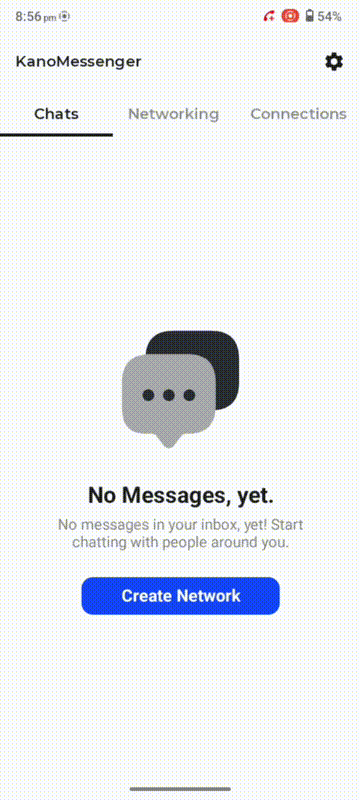 8:56 pm 54%
KanoMessenger
Chats Networking Connections
No Messages, yet.
No messages in your inbox, yet! Start
chatting with people around you.
Create Network